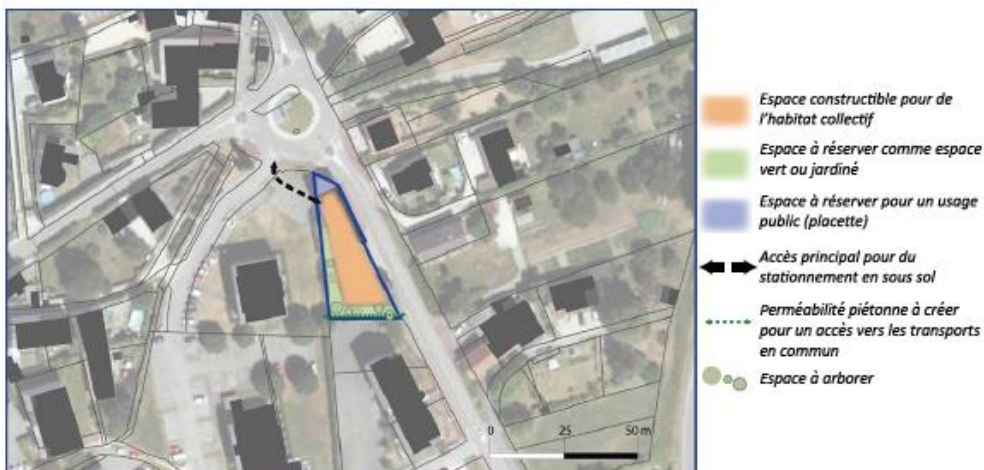 Espace constructible pour de
l'habitat collectif
Espace à réserver comme espace
vert ou jardiné
Espace à réserver pour un usage
public (placette)
Accès principal pour du
stationnement en sous sol
Perméabilité piétonne à créer
pour un accès vers les transports
en commun
Espace à arborer
0 25 50 m